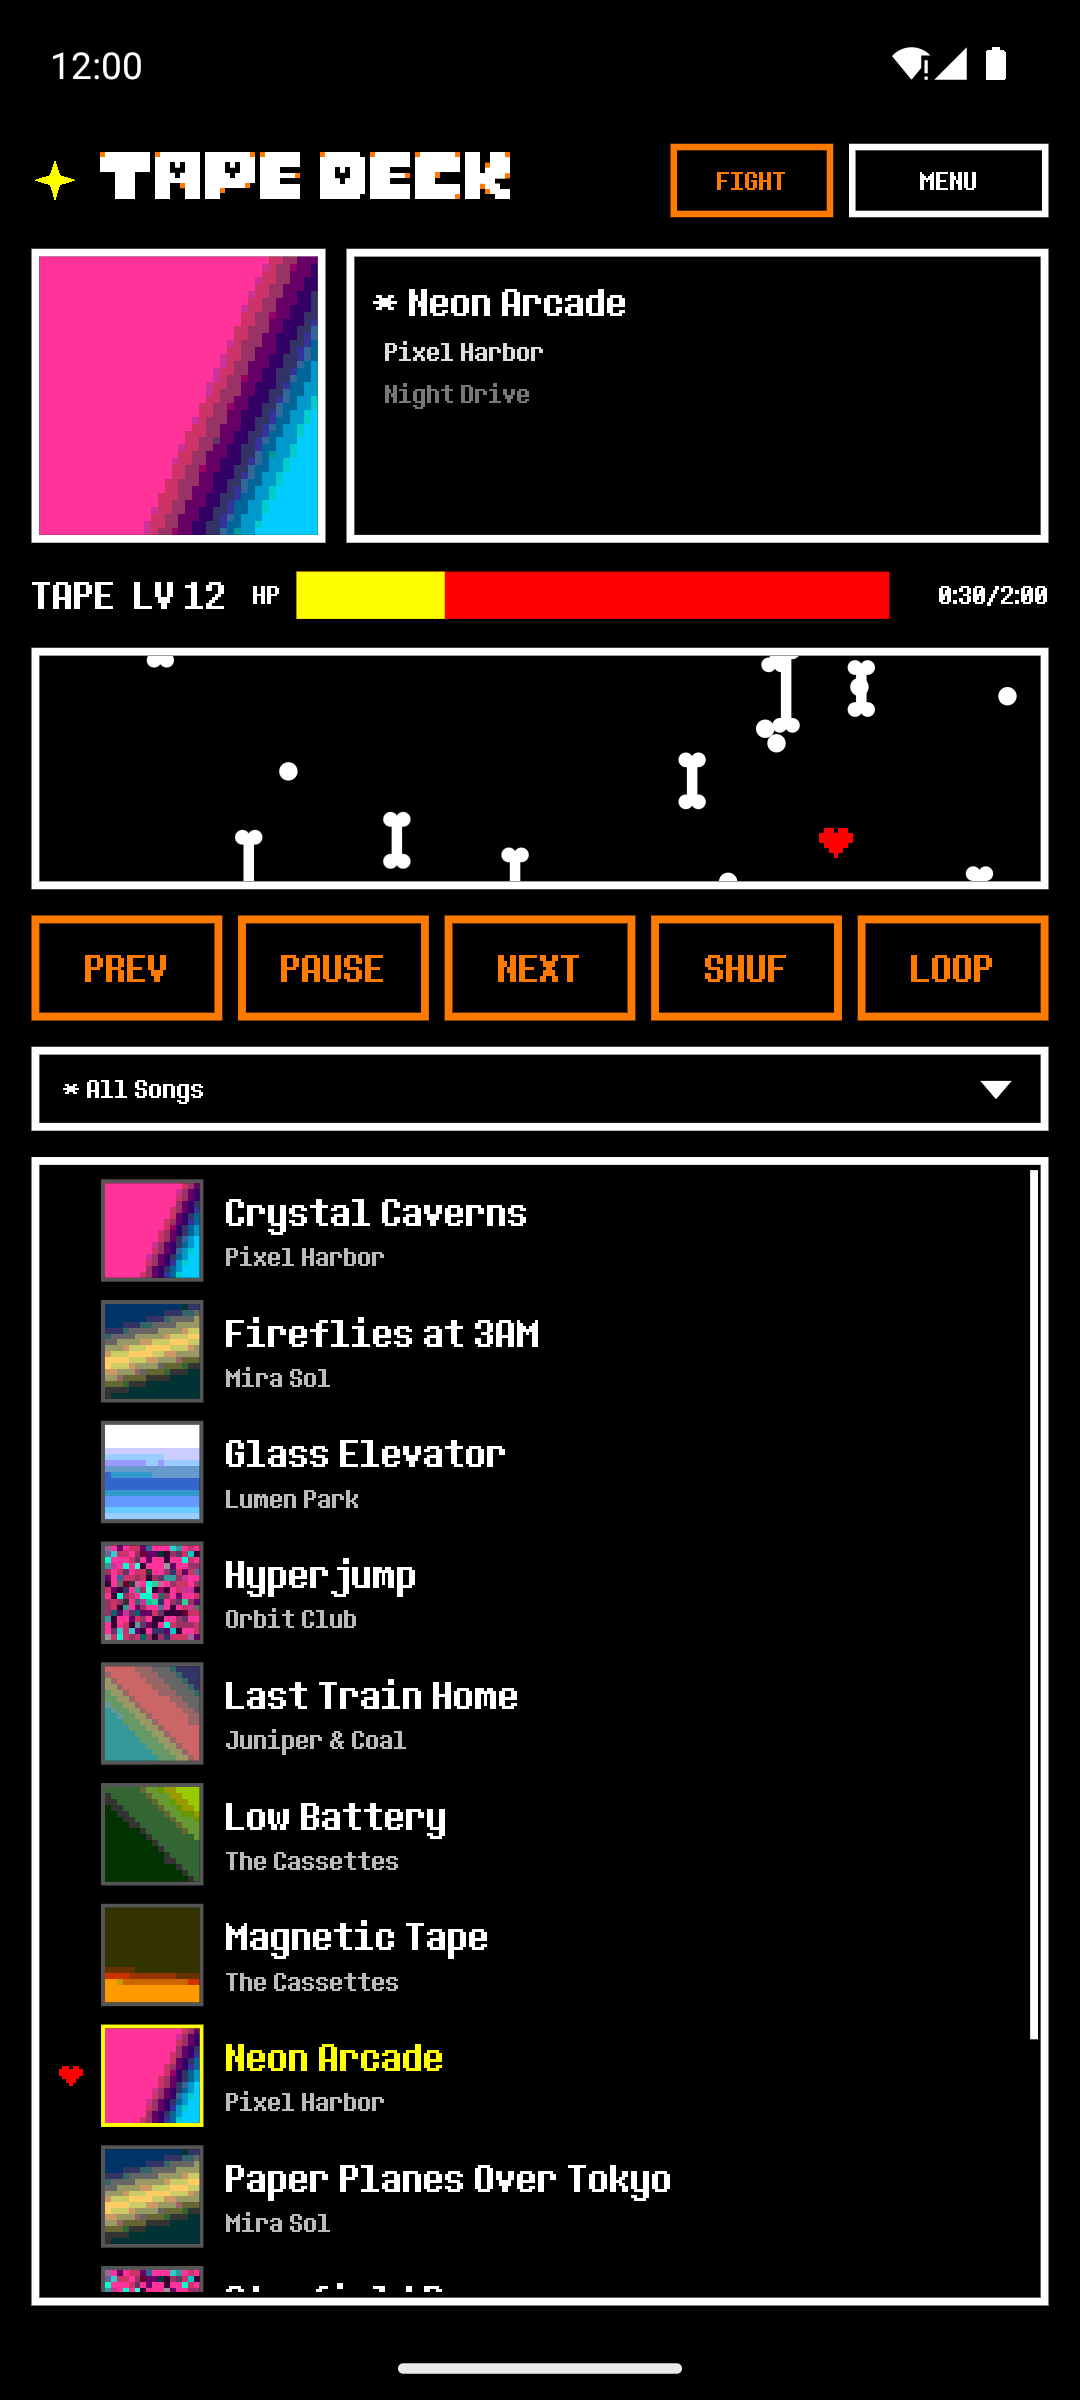 12:00
TAPE DECK
FIGHT
MENU
* Neon Arcade
Pixel Harbor
Night Drive
TAPE LV 12 HP 0:30/2:00
PREV
PAUSE
NEXT
SHUF
LOOP
* All Songs
Crystal Caverns
Pixel Harbor
Fireflies at 3AM
Mira Sol
Glass Elevator
Lumen Park
Hyperjump
Orbit Club
Last Train Home
Juniper & Coal
Low Battery
The Cassettes
Magnetic Tape
The Cassettes
Neon Arcade
Pixel Harbor
Paper Planes Over Tokyo
Mira Sol